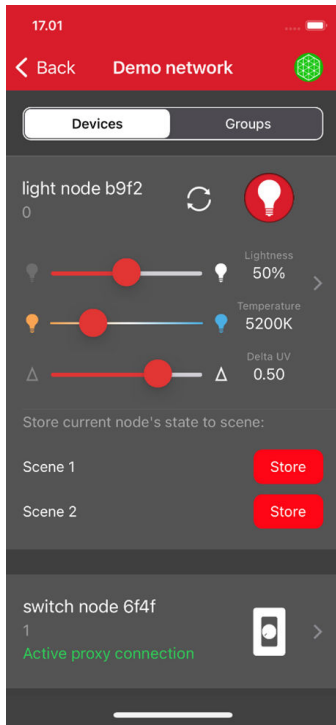 17.01
Back
Demo network
Devices
Groups
light node b9f2
0
Lightness
50%
Temperature
5200K
Delta UV
0.50
Store current node's state to scene:
Scene 1
Store
Scene 2
Store
switch node 6f4f
1
Active proxy connection